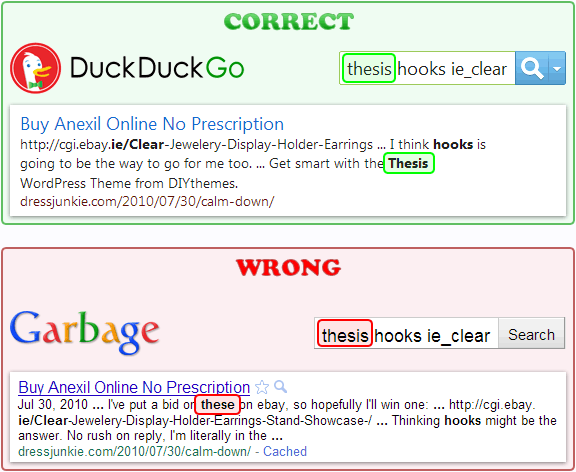 CORRECT
DuckDuckGo
thesis hooks ie_clear
Buy Anexil Online No Prescription
http://cgi.ebay.ie/Clear-Jewelery-Display-Holder-Earrings ... I think hooks is
going to be the way to go for me too. ... Get smart with the Thesis
WordPress Theme from DIYthemes.
dressjunkie.com/2010/07/30/calm-down/
WRONG
Garbage
thesis hooks ie_clear Search
Buy Anexil Online No Prescription
Jul 30, 2010 ... I've put a bid on these on ebay, so hopefully I'll win one: ... http://cgi.ebay.
ie/Clear-Jewelery-Display-Holder-Earrings-Stand-Showcase-/ ... Thinking hooks might be the
answer. No rush on reply, I'm literally in the ...
dressjunkie.com/2010/07/30/calm-down/ - Cached